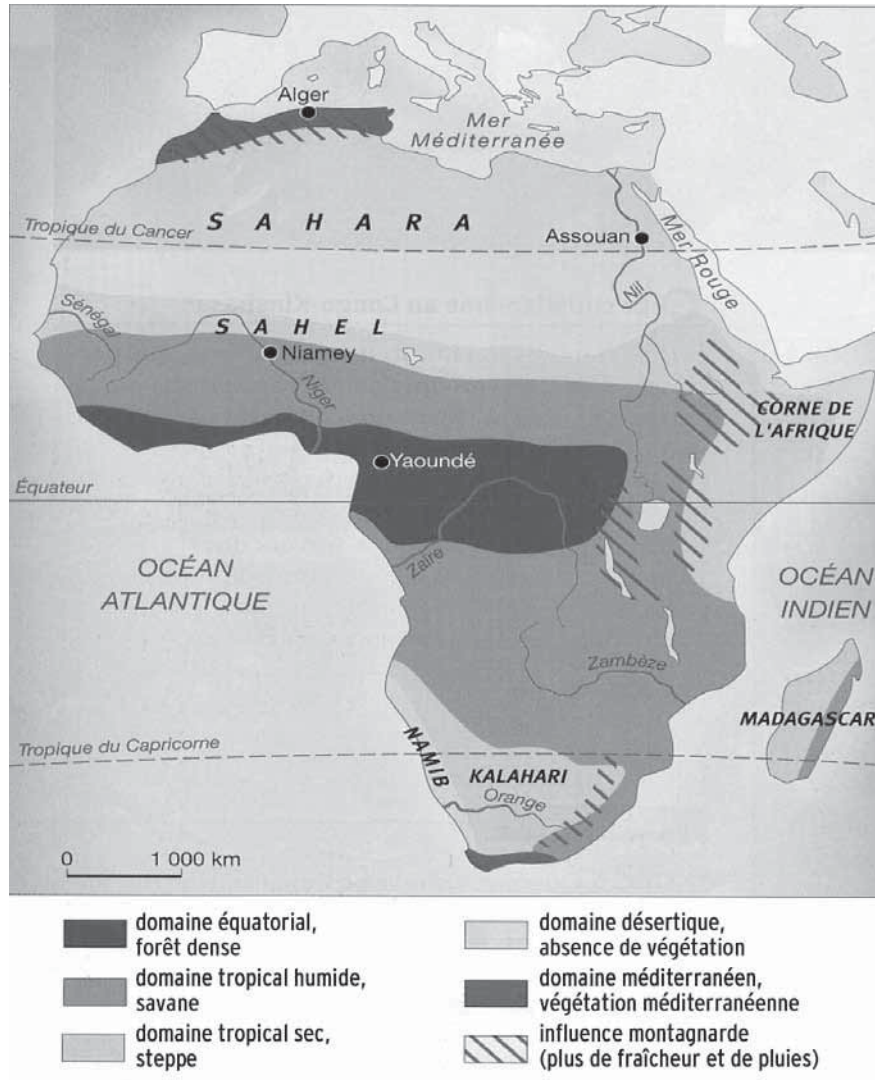 Alger
Mer
Méditerranée
Tropique du Cancer
SAHARA
Assouan
Mer Rouge
Nil
Sénégal
SAHEL
Niamey
Niger
CORNE DE
L'AFRIQUE
Yaoundé
Équateur
Zaïre
OCÉAN
ATLANTIQUE
OCÉAN
INDIEN
Zambèze
MADAGASCAR
Tropique du Capricorne
NAMIB
KALAHARI
Orange
0 1 000 km
domaine équatorial,
forêt dense
domaine tropical humide,
savane
domaine tropical sec,
steppe
domaine désertique,
absence de végétation
domaine méditerranéen,
végétation méditerranéenne
influence montagnarde
(plus de fraîcheur et de pluies)